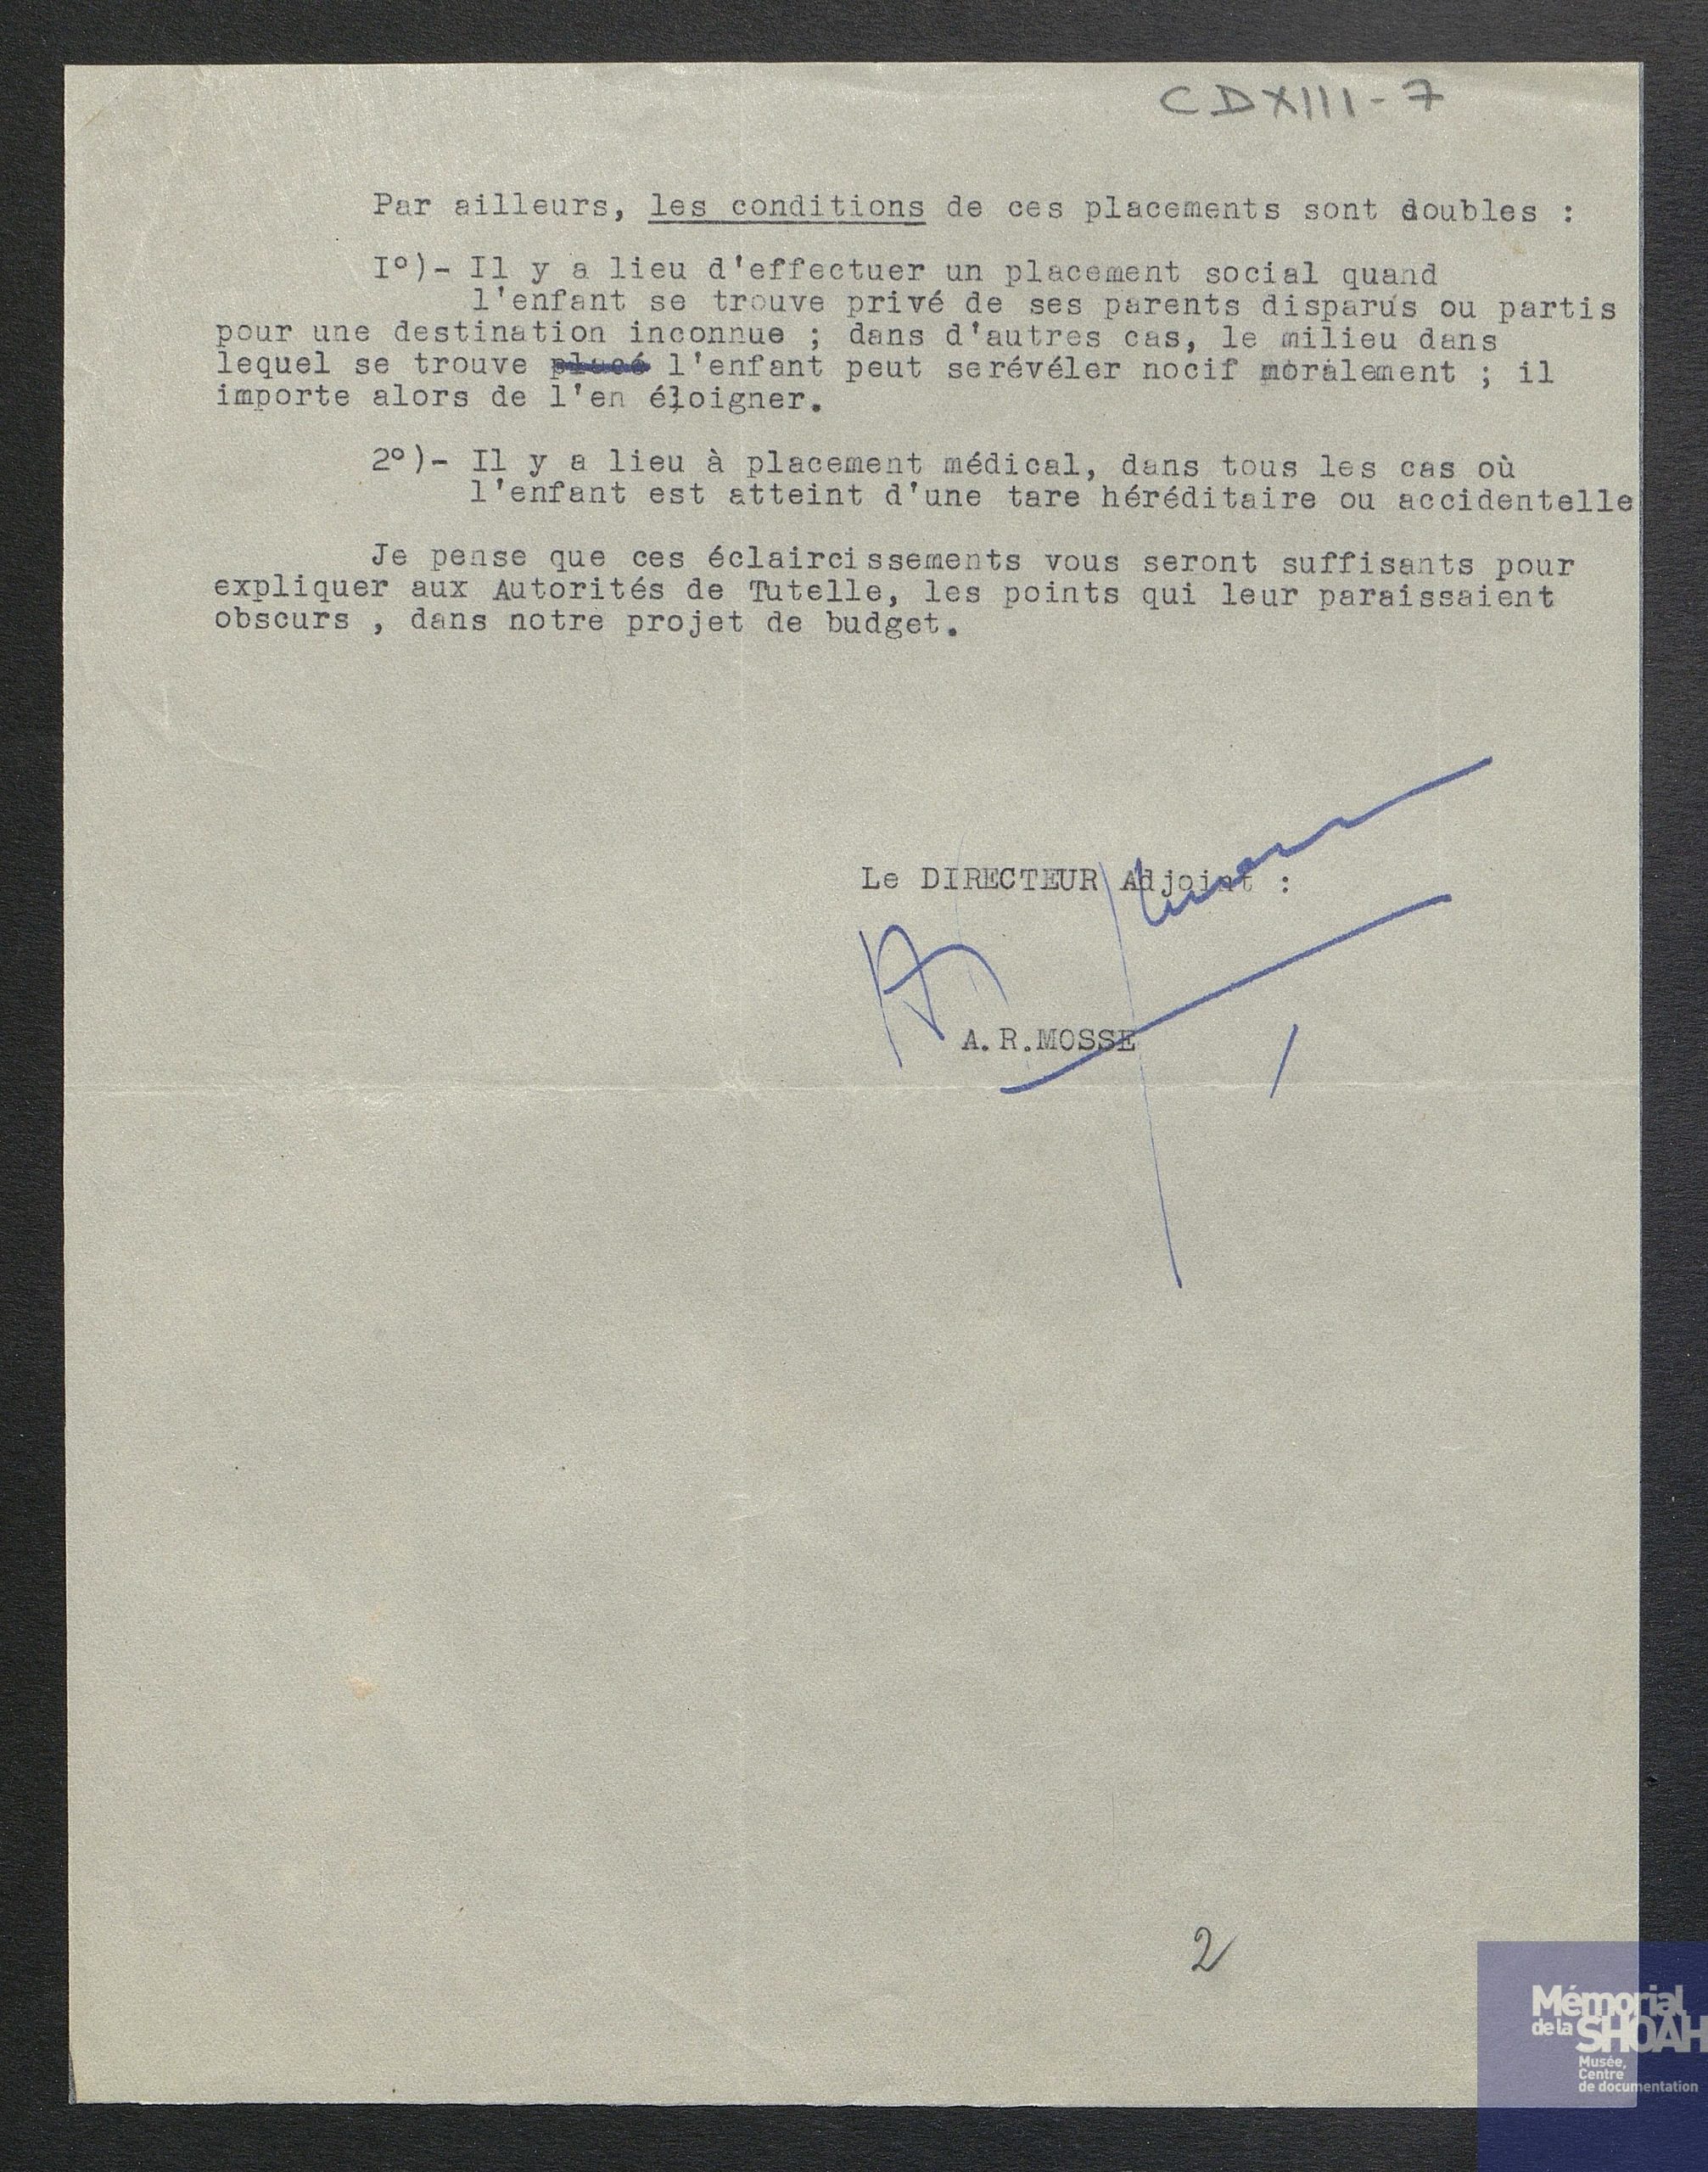 CDXIII-7
Par ailleurs, les conditions de ces placements sont doubles :
I°)- Il y a lieu d'effectuer un placement social quand
l'enfant se trouve privé de ses parents disparus ou partis
pour une destination inconnue ; dans d'autres cas, le milieu dans
lequel se trouve placé l'enfant peut serévéler nocif moralement ; il
importe alors de l'en éloigner.
2°)- Il y a lieu à placement médical, dans tous les cas où
l'enfant est atteint d'une tare héréditaire ou accidentelle
Je pense que ces éclaircissements vous seront suffisants pour
expliquer aux Autorités de Tutelle, les points qui leur paraissaient
obscurs , dans notre projet de budget.
Le DIRECTEUR Adjoint :
A.R.MOSSE
2
Mémorial
de la SHOAH
Musée,
Centre
de documentation